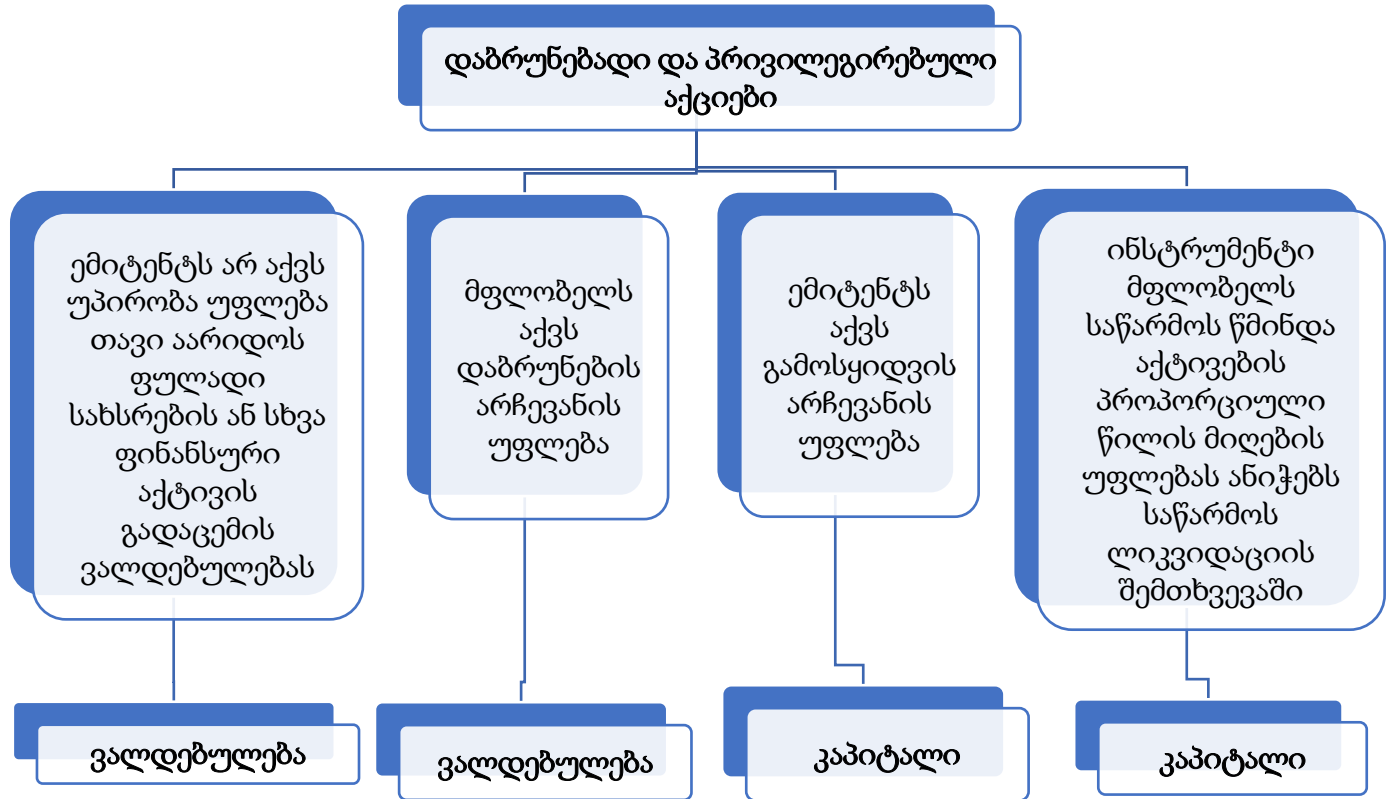 დაბრუნებადი და პრივილეგირებული
აქციები
ემიტენტს არ აქვს
უპირობა უფლება
თავი აარიდოს
ფულადი
სახსრების ან სხვა
ფინანსური
აქტივის
გადაცემის
ვალდებულებას
მფლობელს
აქვს
დაბრუნების
არჩევანის
უფლება
ემიტენტს
აქვს
გამოსყიდვის
არჩევანის
უფლება
ინსტრუმენტი
მფლობელს
საწარმოს წმინდა
აქტივების
პროპორციული
წილის მიღების
უფლებას ანიჭებს
საწარმოს
ლიკვიდაციის
შემთხვევაში
ვალდებულება
ვალდებულება
კაპიტალი
კაპიტალი